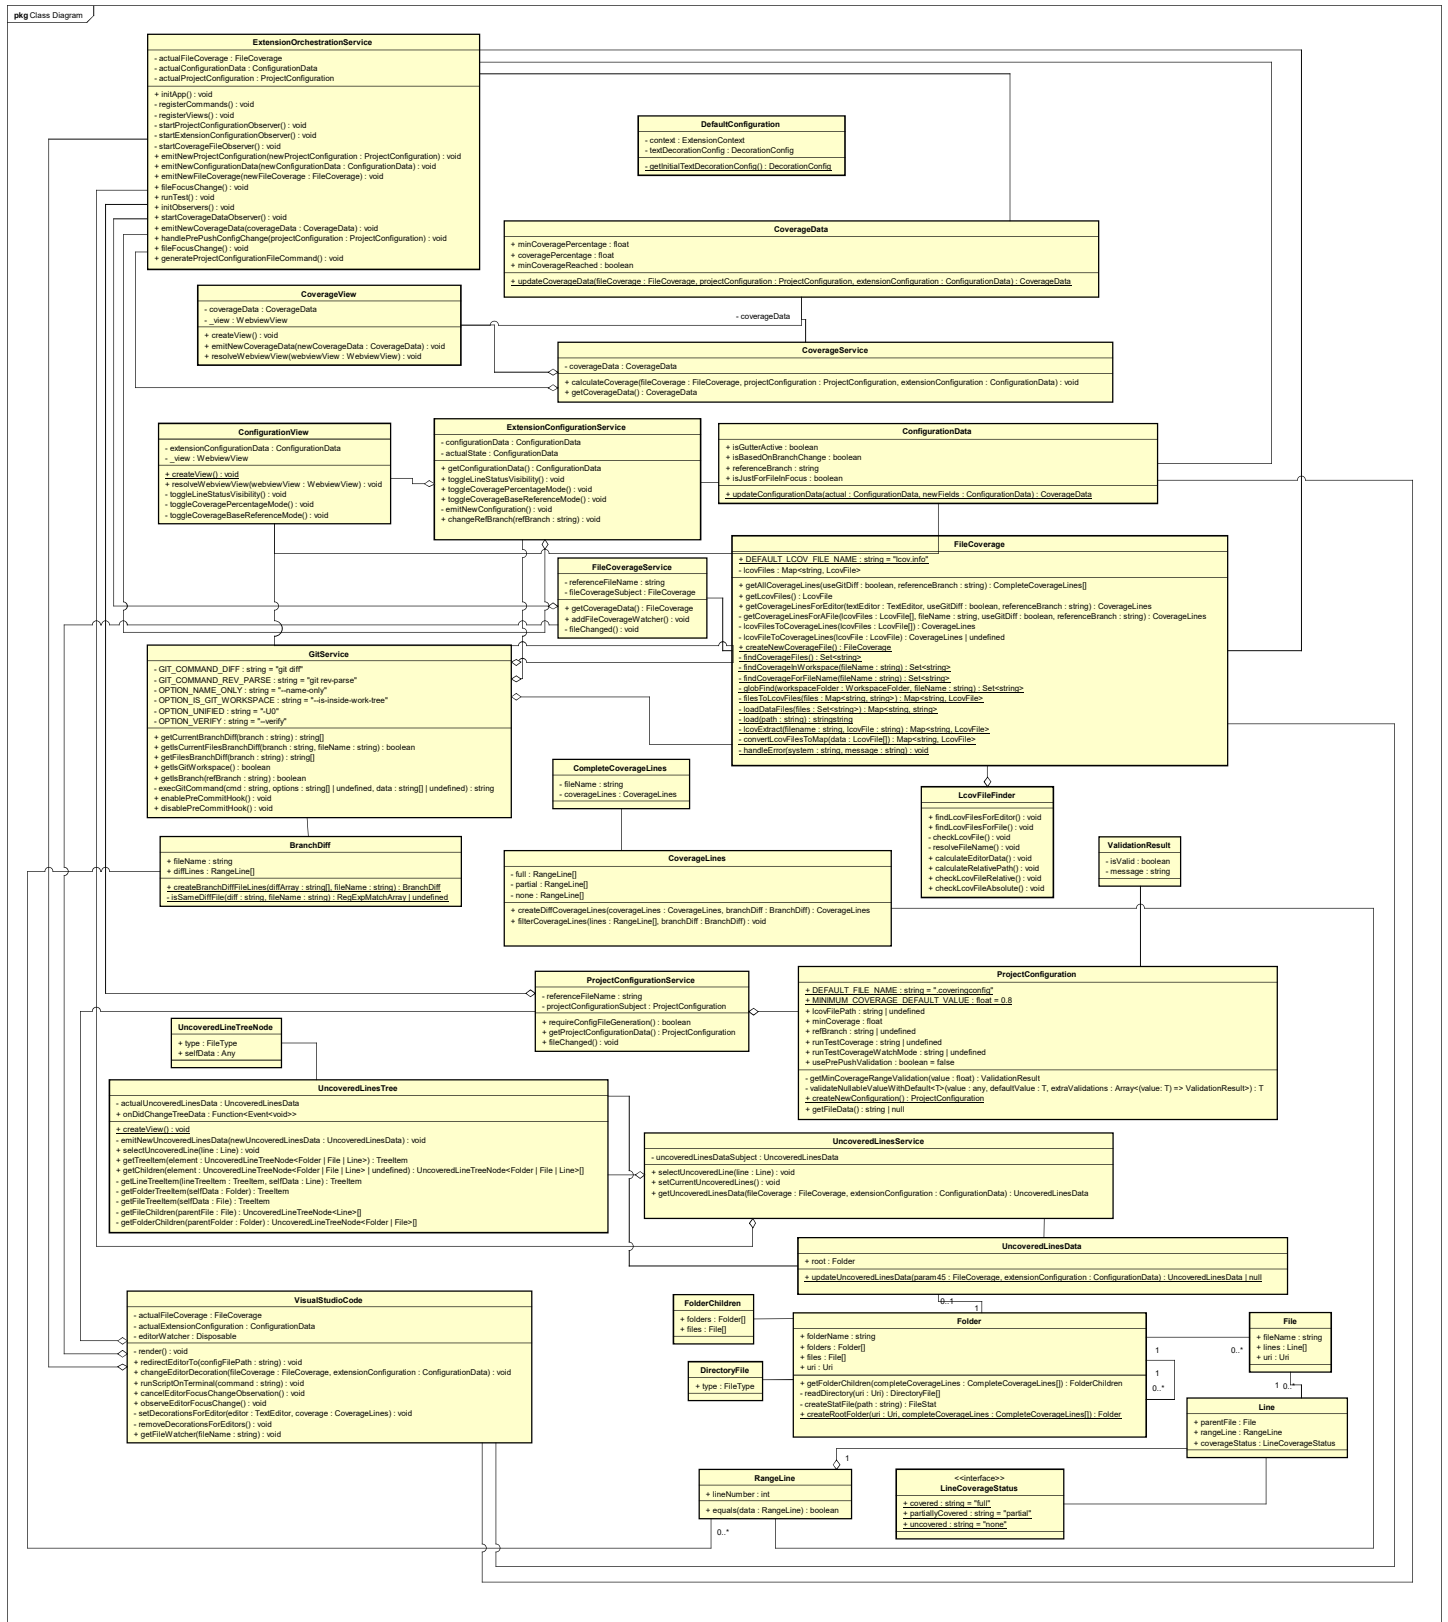 pkg Class Diagram
ExtensionOrchestrationService
- actualFileCoverage : FileCoverage
- actualConfigurationData : ConfigurationData
- actualProjectConfiguration : ProjectConfiguration
+ initApp() : void
- registerCommands() : void
- registerViews() : void
- startProjectConfigurationObserver() : void
- startExtensionConfigurationObserver() : void
- startCoverageFileObserver() : void
+ emitNewProjectConfiguration(newProjectConfiguration : ProjectConfiguration) : void
+ emitNewConfigurationData(newConfigurationData : ConfigurationData) : void
+ emitNewFileCoverage(newFileCoverage : FileCoverage) : void
+ fileFocusChange() : void
+ runTest() : void
+ initObservers() : void
+ startCoverageDataObserver() : void
+ emitNewCoverageData(coverageData : CoverageData) : void
+ handlePrePushConfigChange(projectConfiguration : ProjectConfiguration) : void
+ fileFocusChange() : void
+ generateProjectConfigurationFileCommand() : void
DefaultConfiguration
- context : ExtensionContext
- textDecorationConfig : DecorationConfig
- getInitialTextDecorationConfig() : DecorationConfig
CoverageData
+ minCoveragePercentage : float
+ coveragePercentage : float
+ minCoverageReached : boolean
+ updateCoverageData(fileCoverage : FileCoverage, projectConfiguration : ProjectConfiguration, extensionConfiguration : ConfigurationData) : CoverageData
CoverageView
- coverageData : CoverageData
- _view : WebviewView
+ createView() : void
+ emitNewCoverageData(newCoverageData : CoverageData) : void
+ resolveWebviewView(webviewView : WebviewView) : void
- coverageData
CoverageService
- coverageData : CoverageData
+ calculateCoverage(fileCoverage : FileCoverage, projectConfiguration : ProjectConfiguration, extensionConfiguration : ConfigurationData) : void
+ getCoverageData() : CoverageData
ConfigurationView
- extensionConfigurationData : ConfigurationData
- _view : WebviewView
+ createView() : void
+ resolveWebviewView(webviewView : WebviewView) : void
- toggleLineStatusVisibility() : void
- toggleCoveragePercentageMode() : void
- toggleCoverageBaseReferenceMode() : void
ExtensionConfigurationService
- configurationData : ConfigurationData
- actualState : ConfigurationData
+ getConfigurationData() : ConfigurationData
+ toggleLineStatusVisibility() : void
+ toggleCoveragePercentageMode() : void
+ toggleCoverageBaseReferenceMode() : void
- emitNewConfiguration() : void
+ changeRefBranch(refBranch : string) : void
ConfigurationData
+ isGutterActive : boolean
+ isBasedOnBranchChange : boolean
+ referenceBranch : string
+ isJustForFileInFocus : boolean
+ updateConfigurationData(actual : ConfigurationData, newFields : ConfigurationData) : CoverageData
FileCoverageService
- referenceFileName : string
- fileCoverageSubject : FileCoverage
+ getCoverageData() : FileCoverage
+ addFileCoverageWatcher() : void
- fileChanged() : void
FileCoverage
+ DEFAULT_LCOV_FILE_NAME : string = "lcov.info"
- lcovFiles : Map<string, LcovFile>
+ getAllCoverageLines(useGitDiff : boolean, referenceBranch : string) : CompleteCoverageLines[]
+ getLcovFiles() : LcovFile
+ getCoverageLinesForEditor(textEditor : TextEditor, useGitDiff : boolean, referenceBranch : string) : CoverageLines
- getCoverageLinesForAFile(lcovFiles : LcovFile[], fileName : string, useGitDiff : boolean, referenceBranch : string) : CoverageLines
- lcovFilesToCoverageLines(lcovFiles : LcovFile[]) : CoverageLines
- lcovFileToCoverageLines(lcovFile : LcovFile) : CoverageLines | undefined
+ createNewCoverageFile() : FileCoverage
- findCoverageFiles() : Set<string>
- findCoverageInWorkspace(fileName : string) : Set<string>
- findCoverageForFileName(fileName : string) : Set<string>
- globFind(workspaceFolder : WorkspaceFolder, fileName : string) : Set<string>
- filesToLcovFiles(files : Map<string, string>) : Map<string, LcovFile>
- loadDataFiles(files : Set<string>) : Map<string, string>
- load(path : string) : stringstring
- lcovExtract(filename : string, lcovFile : string) : Map<string, LcovFile>
- convertLcovFilesToMap(data : LcovFile[]) : Map<string, LcovFile>
- handleError(system : string, message : string) : void
GitService
- GIT_COMMAND_DIFF : string = "git diff"
- GIT_COMMAND_REV_PARSE : string = "git rev-parse"
- OPTION_NAME_ONLY : string = "--name-only"
- OPTION_IS_GIT_WORKSPACE : string = "--is-inside-work-tree"
- OPTION_UNIFIED : string = "-U0"
- OPTION_VERIFY : string = "--verify"
+ getCurrentBranchDiff(branch : string) : string[]
+ getIsCurrentFilesBranchDiff(branch : string, fileName : string) : boolean
+ getFilesBranchDiff(branch : string) : string[]
+ getIsGitWorkspace() : boolean
+ getIsBranch(refBranch : string) : boolean
- execGitCommand(cmd : string, options : string[] | undefined, data : string[] | undefined) : string
+ enablePreCommitHook() : void
+ disablePreCommitHook() : void
CompleteCoverageLines
- fileName : string
- coverageLines : CoverageLines
LcovFileFinder
+ findLcovFilesForEditor() : void
+ findLcovFilesForFile() : void
- checkLcovFile() : void
- resolveFileName() : void
+ calculateEditorData() : void
+ calculateRelativePath() : void
+ checkLcovFileRelative() : void
+ checkLcovFileAbsolute() : void
ValidationResult
- isValid : boolean
- message : string
BranchDiff
+ fileName : string
+ diffLines : RangeLine[]
+ createBranchDiffFileLines(diffArray : string[], fileName : string) : BranchDiff
- isSameDiffFile(diff : string, fileName : string) : RegExpMatchArray | undefined
CoverageLines
- full : RangeLine[]
- partial : RangeLine[]
- none : RangeLine[]
+ createDiffCoverageLines(coverageLines : CoverageLines, branchDiff : BranchDiff) : CoverageLines
+ filterCoverageLines(lines : RangeLine[], branchDiff : BranchDiff) : void
ProjectConfigurationService
- referenceFileName : string
- projectConfigurationSubject : ProjectConfiguration
+ requireConfigFileGeneration() : boolean
+ getProjectConfigurationData() : ProjectConfiguration
+ fileChanged() : void
ProjectConfiguration
+ DEFAULT_FILE_NAME : string = ".coveringconfig"
+ MINIMUM_COVERAGE_DEFAULT_VALUE : float = 0.8
+ lcovFilePath : string | undefined
+ minCoverage : float
+ refBranch : string | undefined
+ runTestCoverage : string | undefined
+ runTestCoverageWatchMode : string | undefined
+ usePrePushValidation : boolean = false
- getMinCoverageRangeValidation(value : float) : ValidationResult
- validateNullableValueWithDefault<T>(value : any, defaultValue : T, extraValidations : Array<(value: T) => ValidationResult>) : T
+ createNewConfiguration() : ProjectConfiguration
+ getFileData() : string | null
UncoveredLineTreeNode
+ type : FileType
+ selfData : Any
UncoveredLinesTree
- actualUncoveredLinesData : UncoveredLinesData
+ onDidChangeTreeData : Function<Event<void>>
+ createView() : void
- emitNewUncoveredLinesData(newUncoveredLinesData : UncoveredLinesData) : void
+ selectUncoveredLine(line : Line) : void
+ getTreeItem(element : UncoveredLineTreeNode<Folder | File | Line>) : TreeItem
+ getChildren(element : UncoveredLineTreeNode<Folder | File | Line> | undefined) : UncoveredLineTreeNode<Folder | File | Line>[]
- getLineTreeItem(lineTreeItem : TreeItem, selfData : Line) : TreeItem
- getFolderTreeItem(selfData : Folder) : TreeItem
- getFileTreeItem(selfData : File) : TreeItem
- getFileChildren(parentFile : File) : UncoveredLineTreeNode<Line>[]
- getFolderChildren(parentFolder : Folder) : UncoveredLineTreeNode<Folder | File>[]
UncoveredLinesService
- uncoveredLinesDataSubject : UncoveredLinesData
+ selectUncoveredLine(line : Line) : void
+ setCurrentUncoveredLines() : void
+ getUncoveredLinesData(fileCoverage : FileCoverage, extensionConfiguration : ConfigurationData) : UncoveredLinesData
UncoveredLinesData
+ root : Folder
+ updateUncoveredLinesData(param45 : FileCoverage, extensionConfiguration : ConfigurationData) : UncoveredLinesData | null
VisualStudioCode
- actualFileCoverage : FileCoverage
- actualExtensionConfiguration : ConfigurationData
- editorWatcher : Disposable
- render() : void
+ redirectEditorTo(configFilePath : string) : void
+ changeEditorDecoration(fileCoverage : FileCoverage, extensionConfiguration : ConfigurationData) : void
+ runScriptOnTerminal(command : string) : void
+ cancelEditorFocusChangeObservation() : void
+ observeEditorFocusChange() : void
- setDecorationsForEditor(editor : TextEditor, coverage : CoverageLines) : void
- removeDecorationsForEditors() : void
+ getFileWatcher(fileName : string) : void
FolderChildren
+ folders : Folder[]
+ files : File[]
0..1
1
Folder
+ folderName : string
+ folders : Folder[]
+ files : File[]
+ uri : Uri
+ getFolderChildren(completeCoverageLines : CompleteCoverageLines[]) : FolderChildren
- readDirectory(uri : Uri) : DirectoryFile[]
- createStatFile(path : string) : FileStat
+ createRootFolder(uri : Uri, completeCoverageLines : CompleteCoverageLines[]) : Folder
File
+ fileName : string
+ lines : Line[]
+ uri : Uri
1
0..*
DirectoryFile
+ type : FileType
1
0..*
1
0..*
Line
+ parentFile : File
+ rangeLine : RangeLine
+ coverageStatus : LineCoverageStatus
1
RangeLine
+ lineNumber : int
+ equals(data : RangeLine) : boolean
0..*
<<interface>>
LineCoverageStatus
+ covered : string = "full"
+ partiallyCovered : string = "partial"
+ uncovered : string = "none"